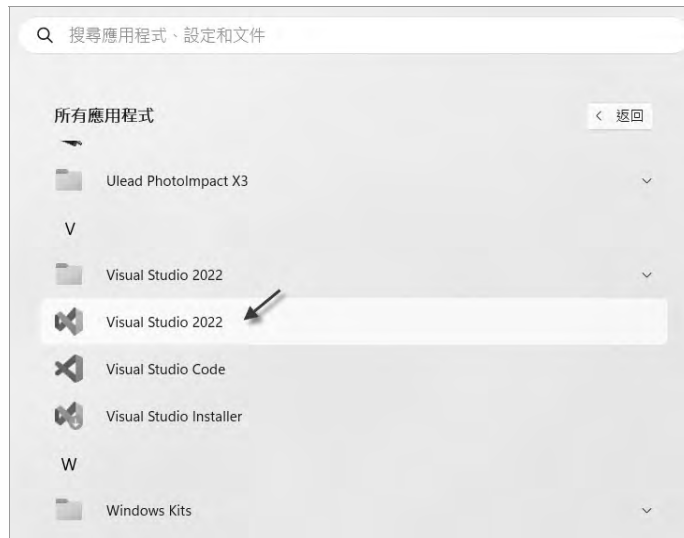 搜尋應用程式、設定和文件
所有應用程式
返回
Ulead PhotoImpact X3
V
Visual Studio 2022
Visual Studio 2022
Visual Studio Code
Visual Studio Installer
W
Windows Kits